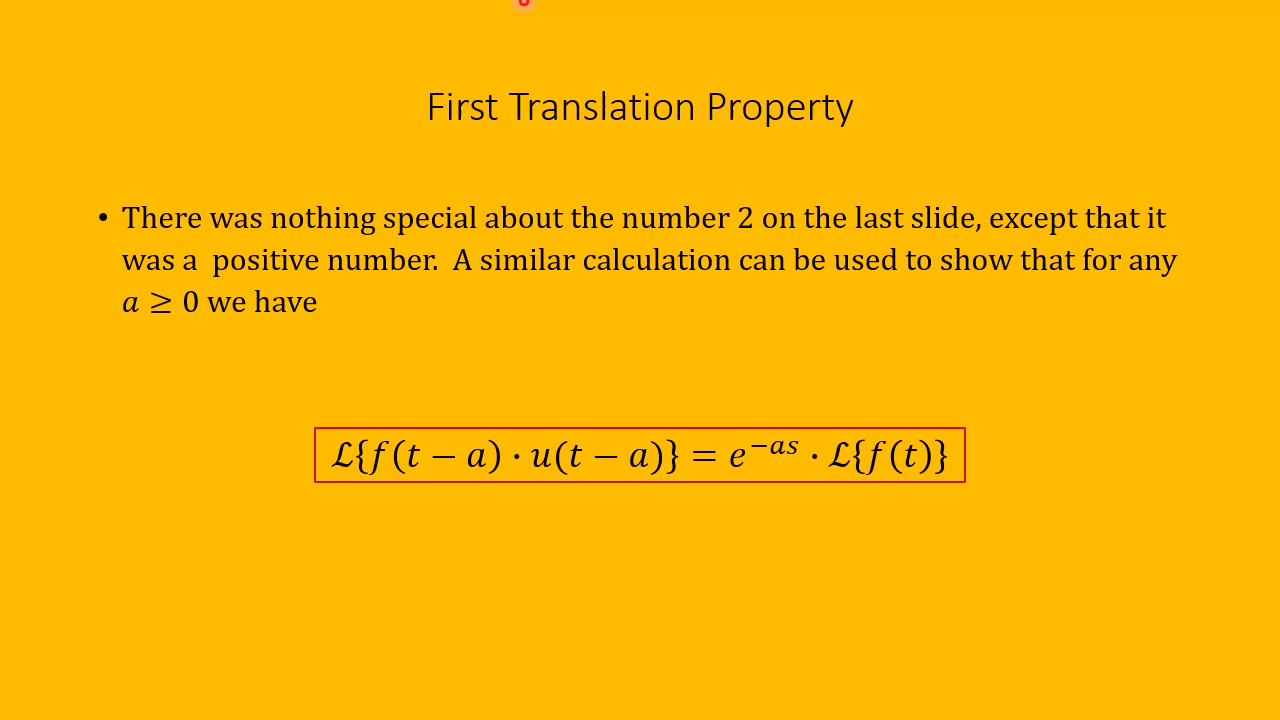 First Translation Property
• There was nothing special about the number 2 on the last slide, except that it
was a  positive number.  A similar calculation can be used to show that for any
𝑎 ≥ 0 we have
ℒ{𝑓(𝑡 − 𝑎) · 𝑢(𝑡 − 𝑎)} = 𝑒^{−𝑎𝑠} · ℒ{𝑓(𝑡)}